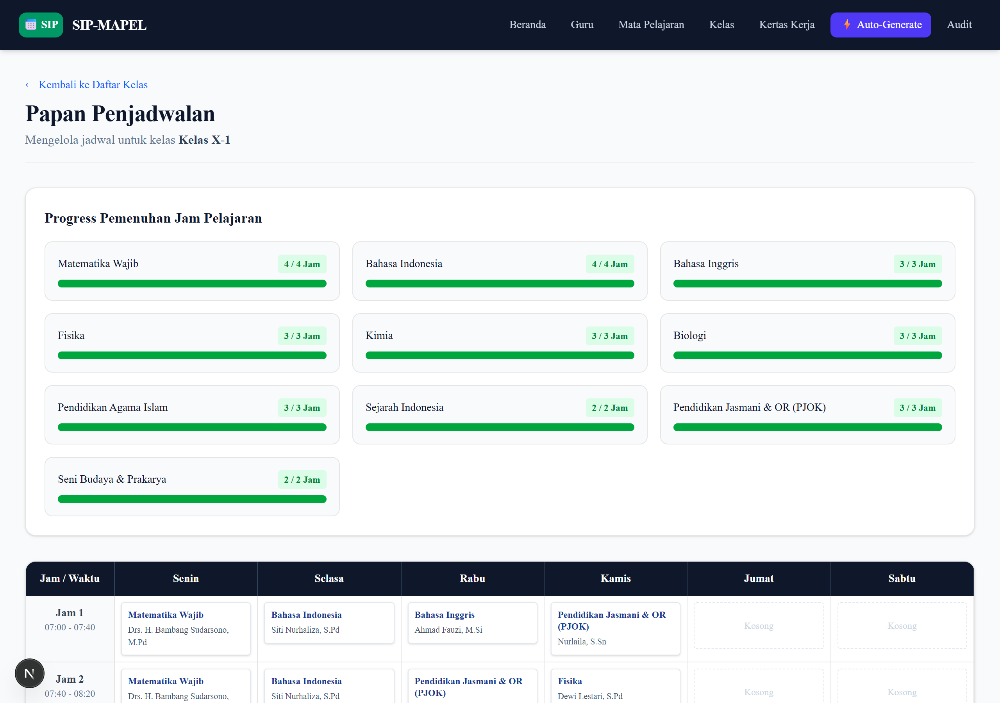 SIP
SIP-MAPEL
Beranda
Guru
Mata Pelajaran
Kelas
Kertas Kerja
Auto-Generate
Audit
← Kembali ke Daftar Kelas
Papan Penjadwalan
Mengelola jadwal untuk kelas Kelas X-1
Progress Pemenuhan Jam Pelajaran
Matematika Wajib
4 / 4 Jam
Bahasa Indonesia
4 / 4 Jam
Bahasa Inggris
3 / 3 Jam
Fisika
3 / 3 Jam
Kimia
3 / 3 Jam
Biologi
3 / 3 Jam
Pendidikan Agama Islam
3 / 3 Jam
Sejarah Indonesia
2 / 2 Jam
Pendidikan Jasmani & OR (PJOK)
3 / 3 Jam
Seni Budaya & Prakarya
2 / 2 Jam
Jam / Waktu
Senin
Selasa
Rabu
Kamis
Jumat
Sabtu
Jam 1
07:00 - 07:40
Matematika Wajib
Drs. H. Bambang Sudarsono,
M.Pd
Bahasa Indonesia
Siti Nurhaliza, S.Pd
Bahasa Inggris
Ahmad Fauzi, M.Si
Pendidikan Jasmani & OR
(PJOK)
Nurlaila, S.Sn
Kosong
Kosong
N
Jam 2
07:40 - 08:20
Matematika Wajib
Drs. H. Bambang Sudarsono,
Bahasa Indonesia
Siti Nurhaliza, S.Pd
Pendidikan Jasmani & OR
(PJOK)
Fisika
Dewi Lestari, S.Pd
Kosong
Kosong